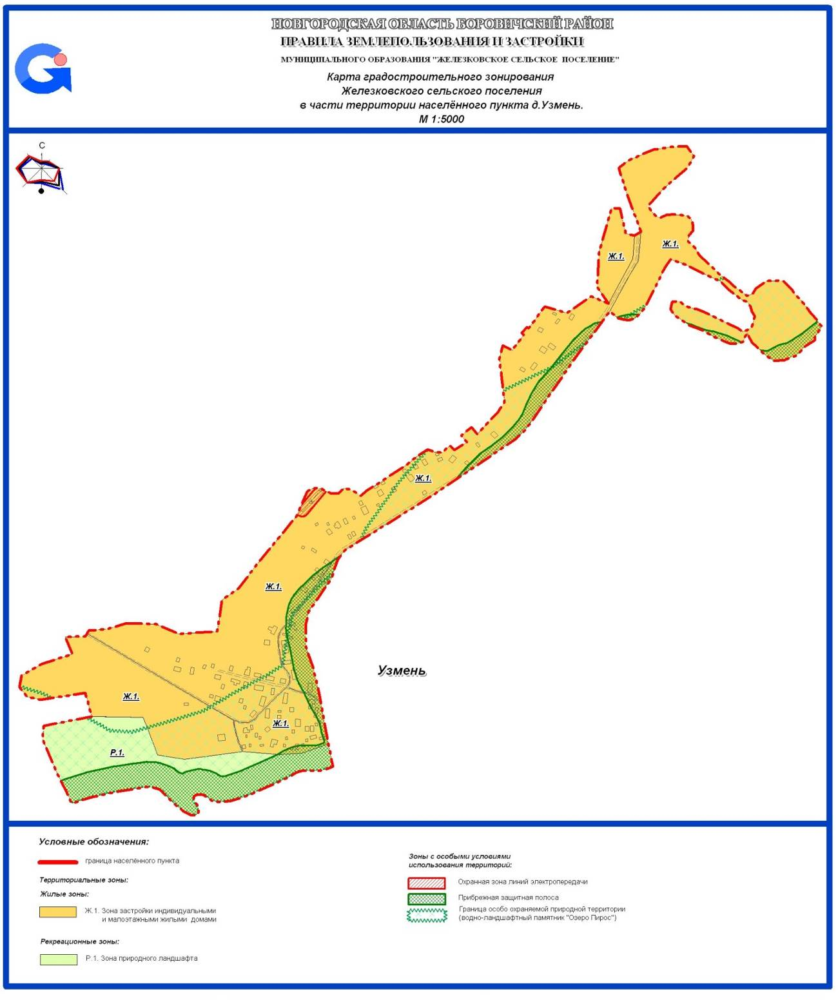 НОВГОРОДСКАЯ ОБЛАСТЬ БОРОВИЧСКИЙ РАЙОН
ПРАВИЛА ЗЕМЛЕПОЛЬЗОВАНИЯ И ЗАСТРОЙКИ
МУНИЦИПАЛЬНОГО ОБРАЗОВАНИЯ "ЖЕЛЕЗКОВСКОЕ СЕЛЬСКОЕ ПОСЕЛЕНИЕ"
Карта градостроительного зонирования
Железковского сельского поселения
в части территории населённого пункта д.Узмень.
М 1:5000
С
Ж.1.
Ж.1.
Ж.1.
Ж.1.
Узмень
Ж.1.
Ж.1.
Р.1.
Условные обозначения:
граница населённого пункта
Территориальные зоны:
Жилые зоны:
Ж.1. Зона застройки индивидуальными
и малоэтажными жилыми домами
Рекреационные зоны:
Р.1. Зона природного ландшафта
Зоны с особыми условиями
использования территорий:
Охранная зона линий электропередачи
Прибрежная защитная полоса
Граница особо охраняемой природной территории
(водно-ландшафтный памятник "Озеро Пирос")